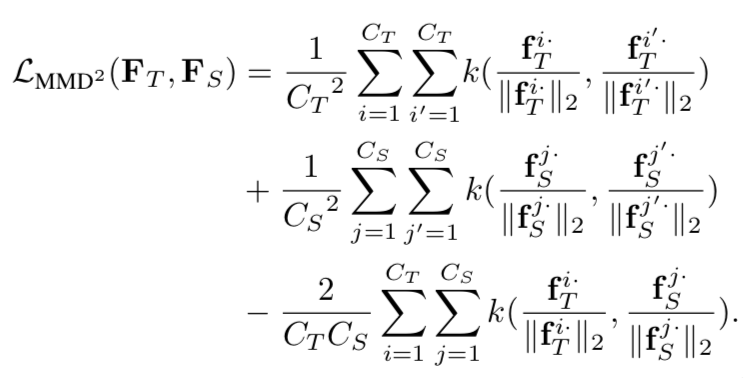 \mathcal{L}_{\text{MMD}^2}(\mathbf{F}_T, \mathbf{F}_S) = \frac{1}{{C_T}^2} \sum_{i=1}^{C_T} \sum_{i'=1}^{C_T} k(\frac{\mathbf{f}_T^{i\cdot}}{\|\mathbf{f}_T^{i\cdot}\|_2}, \frac{\mathbf{f}_T^{i'\cdot}}{\|\mathbf{f}_T^{i'\cdot}\|_2})
+ \frac{1}{{C_S}^2} \sum_{j=1}^{C_S} \sum_{j'=1}^{C_S} k(\frac{\mathbf{f}_S^{j\cdot}}{\|\mathbf{f}_S^{j\cdot}\|_2}, \frac{\mathbf{f}_S^{j'\cdot}}{\|\mathbf{f}_S^{j'\cdot}\|_2})
- \frac{2}{C_T C_S} \sum_{i=1}^{C_T} \sum_{j=1}^{C_S} k(\frac{\mathbf{f}_T^{i\cdot}}{\|\mathbf{f}_T^{i\cdot}\|_2}, \frac{\mathbf{f}_S^{j\cdot}}{\|\mathbf{f}_S^{j\cdot}\|_2}).